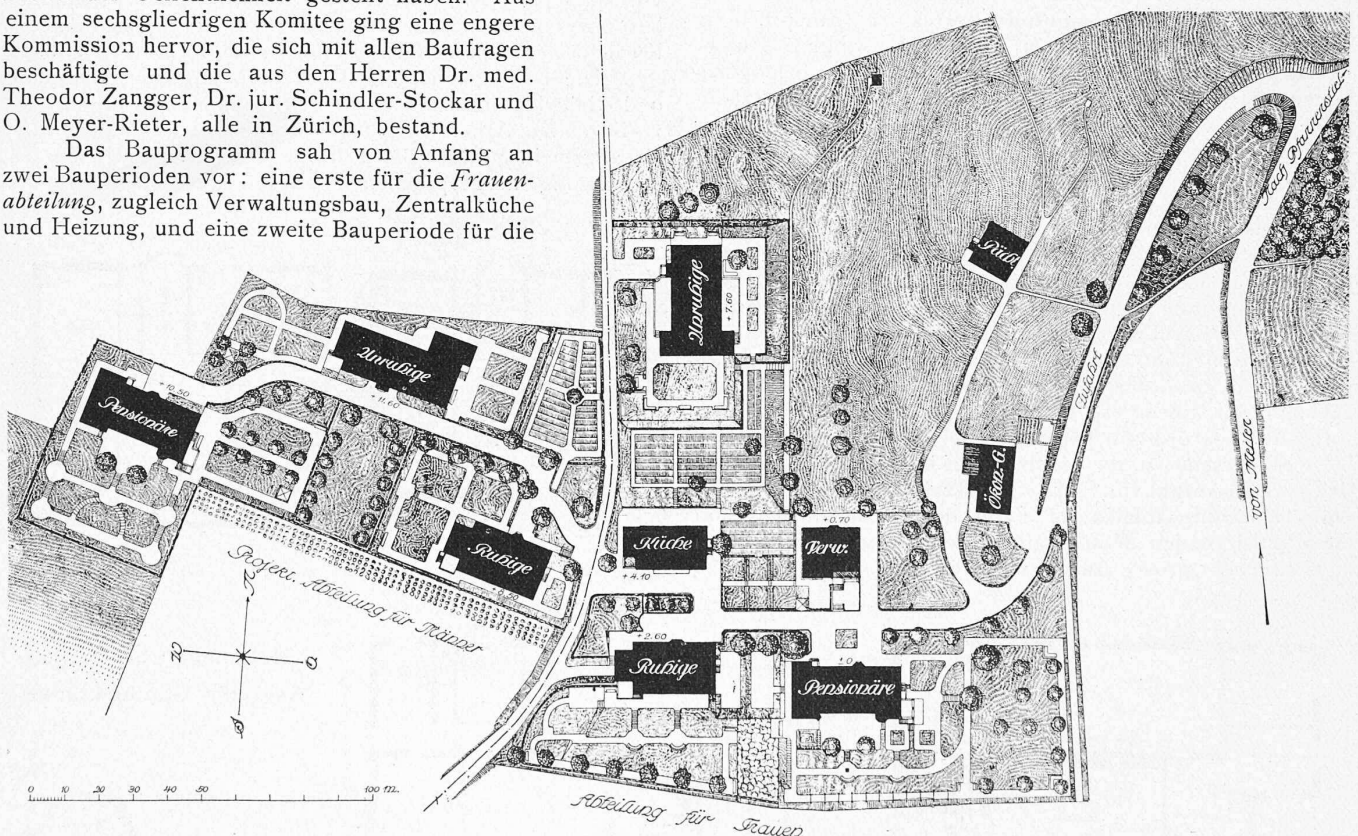 einem sechsgliedrigen Komitee ging eine engere
Kommission hervor, die sich mit allen Baufragen
beschäftigte und die aus den Herren Dr. med.
Theodor Zangger, Dr. jur. Schindler-Stockar und
O. Meyer-Rieter, alle in Zürich, bestand.
Das Bauprogramm sah von Anfang an
zwei Bauperioden vor: eine erste für die Frauen-
abteilung, zugleich Verwaltungsbau, Zentralküche
und Heizung, und eine zweite Bauperiode für die
Nach Pfannenstiel
Unruhige
+7.60
Unruhige
+11.60
+10.50
Pensionäre
Zufahrt
von Meilen
Ökon-G.
Ruhige
Küche
+4.10
+0.70
Verw.
Projekt. Abteilung für Männer
N
W
O
S
+2.60
Ruhige
±0
Pensionäre
0 10 20 30 40 50 100 m.
Abteilung für Frauen